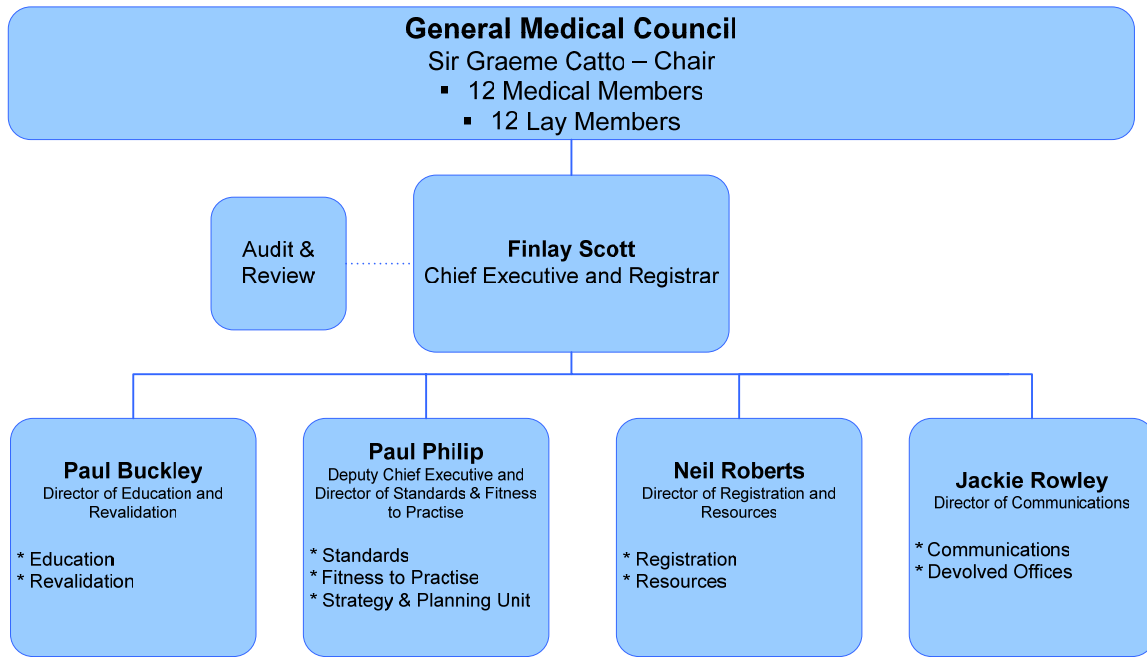 General Medical Council
Sir Graeme Catto – Chair
▪ 12 Medical Members
▪ 12 Lay Members
Audit &
Review
Finlay Scott
Chief Executive and Registrar
Paul Buckley
Director of Education and
Revalidation
* Education
* Revalidation
Paul Philip
Deputy Chief Executive and
Director of Standards & Fitness
to Practise
* Standards
* Fitness to Practise
* Strategy & Planning Unit
Neil Roberts
Director of Registration and
Resources
* Registration
* Resources
Jackie Rowley
Director of Communications
* Communications
* Devolved Offices